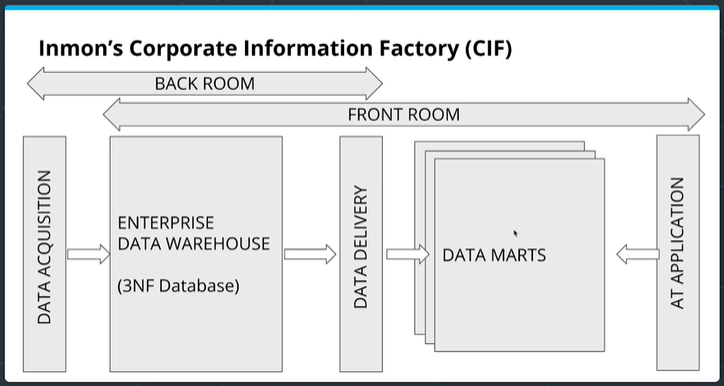 Inmon's Corporate Information Factory (CIF)
BACK ROOM
FRONT ROOM
DATA ACQUISITION
ENTERPRISE
DATA WAREHOUSE
(3NF Database)
DATA DELIVERY
DATA MARTS
AT APPLICATION